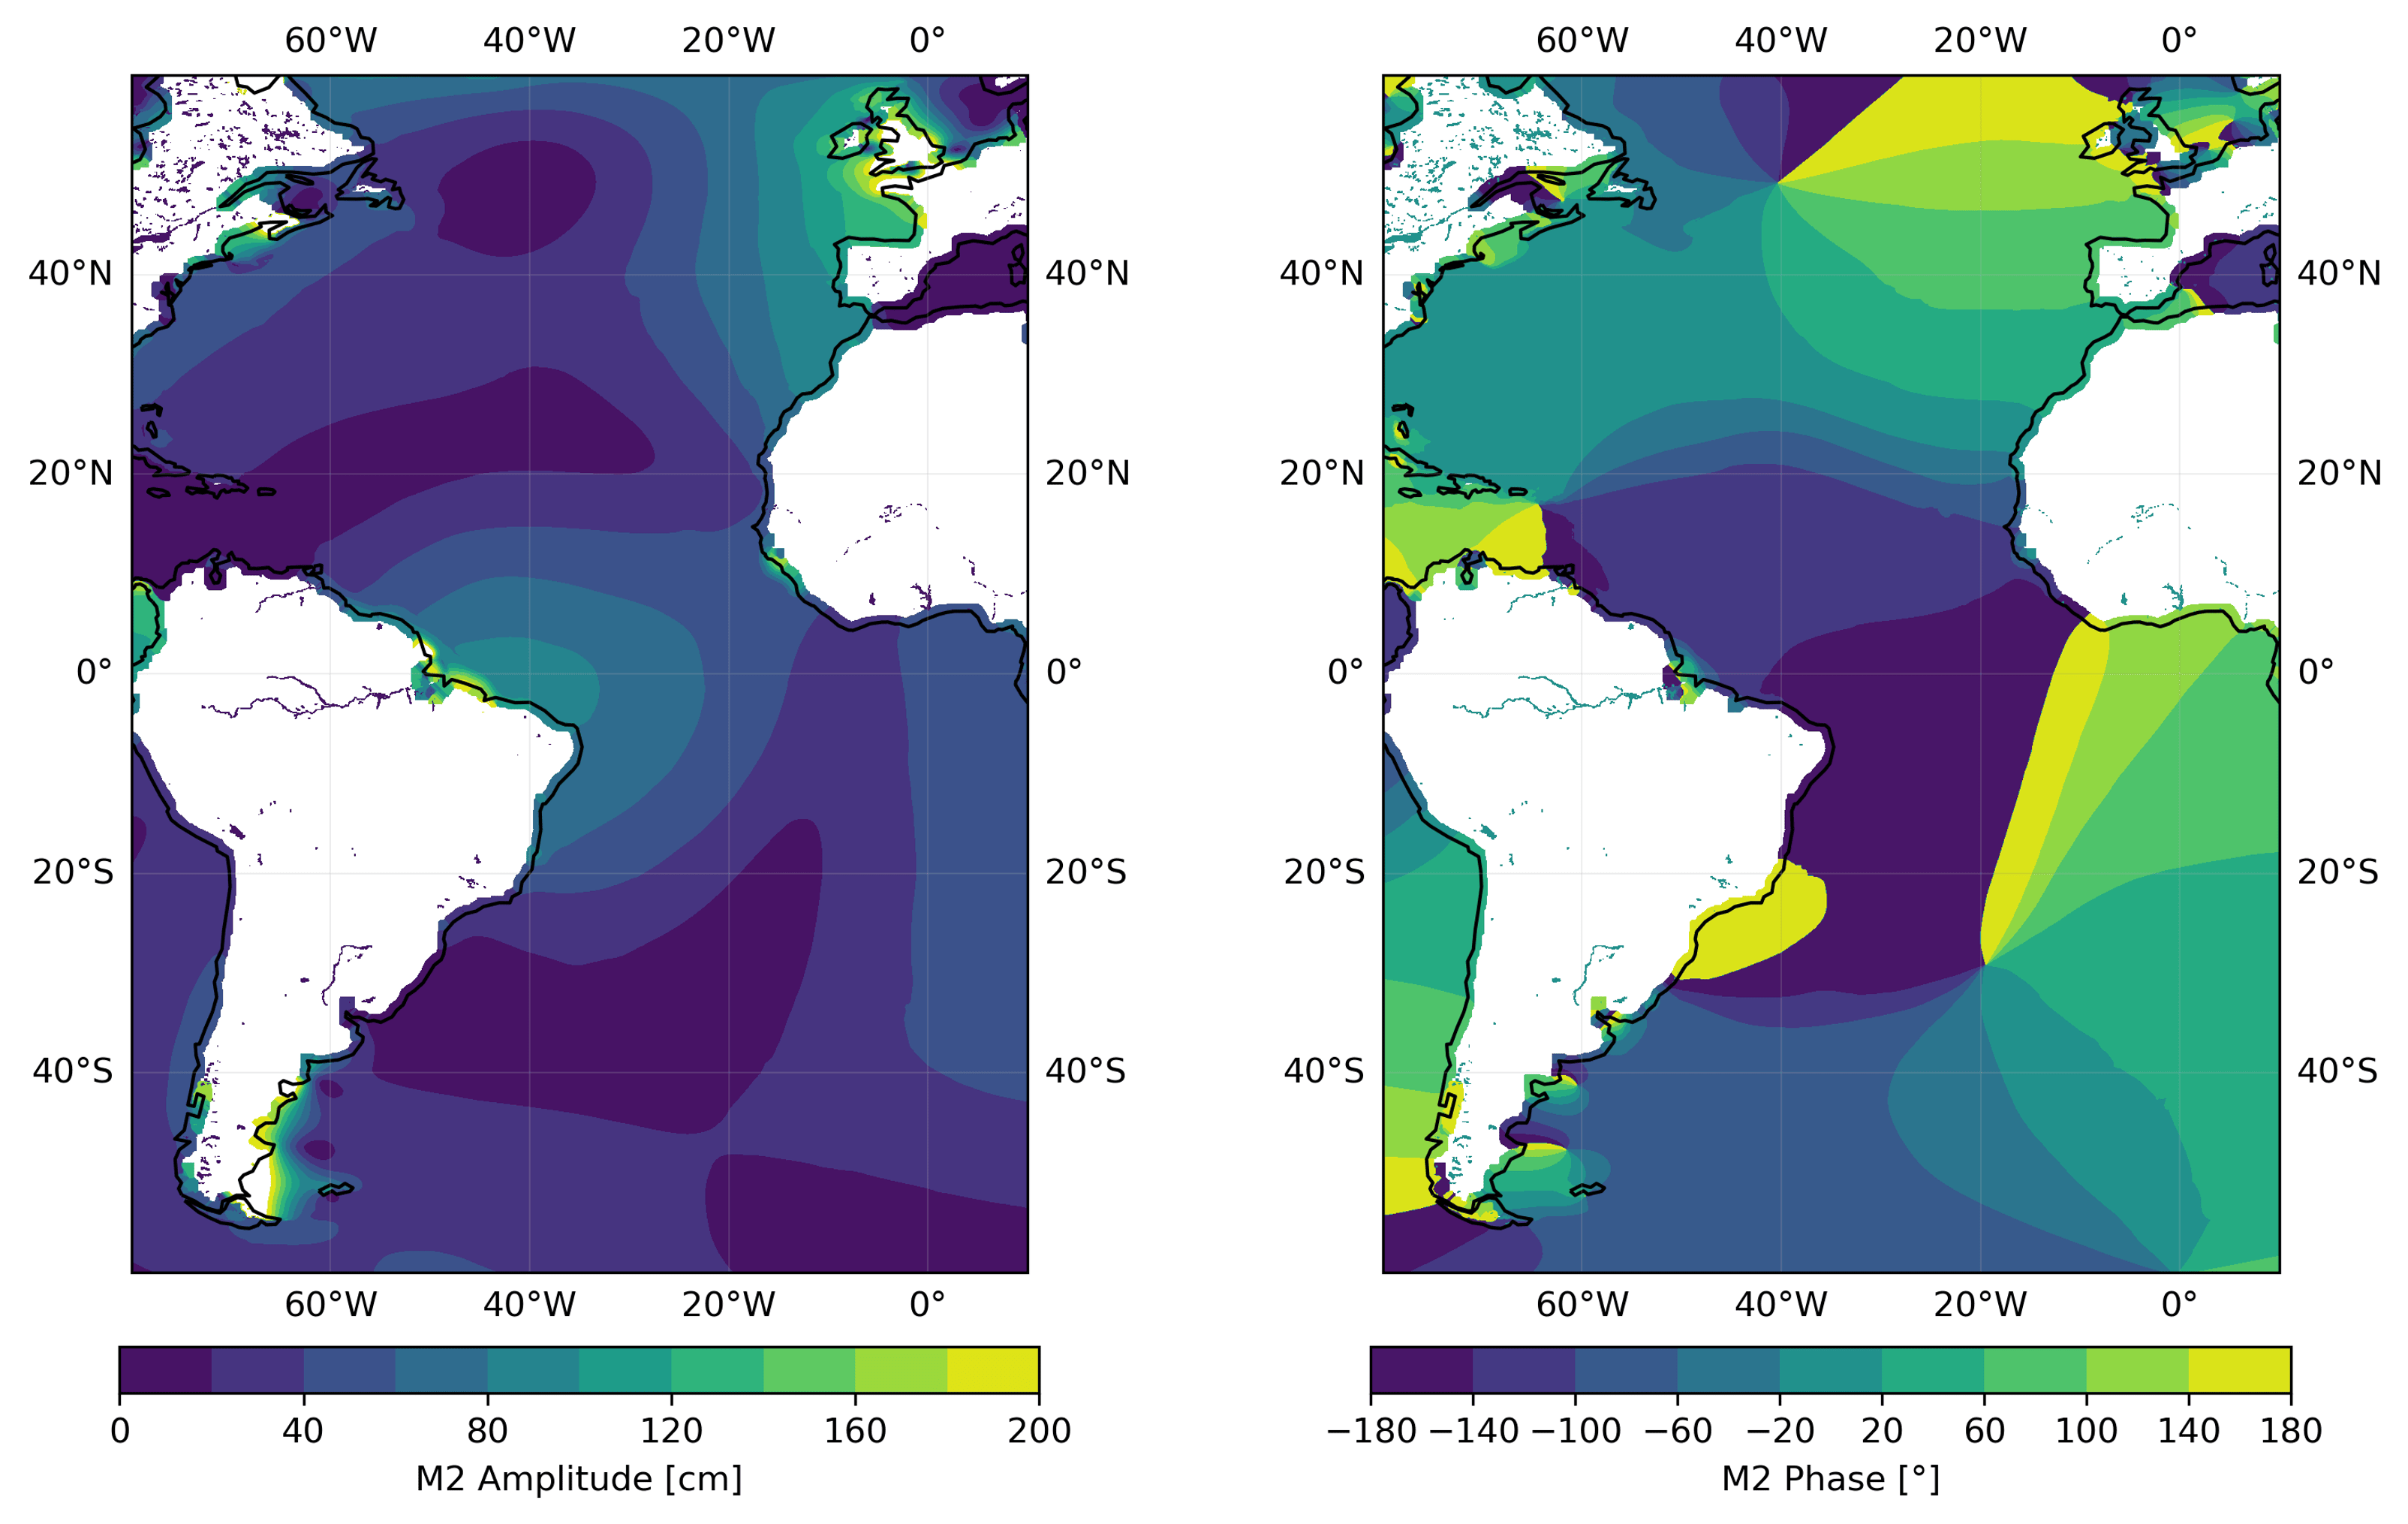 60°W 40°W 20°W 0° 60°W 40°W 20°W 0°
40°N 40°N 40°N 40°N
20°N 20°N 20°N 20°N
0° 0° 0° 0°
20°S 20°S 20°S 20°S
40°S 40°S 40°S 40°S
60°W 40°W 20°W 0° 60°W 40°W 20°W 0°
0 40 80 120 160 200 −180 −140 −100 −60 −20 20 60 100 140 180
M2 Amplitude [cm] M2 Phase [°]